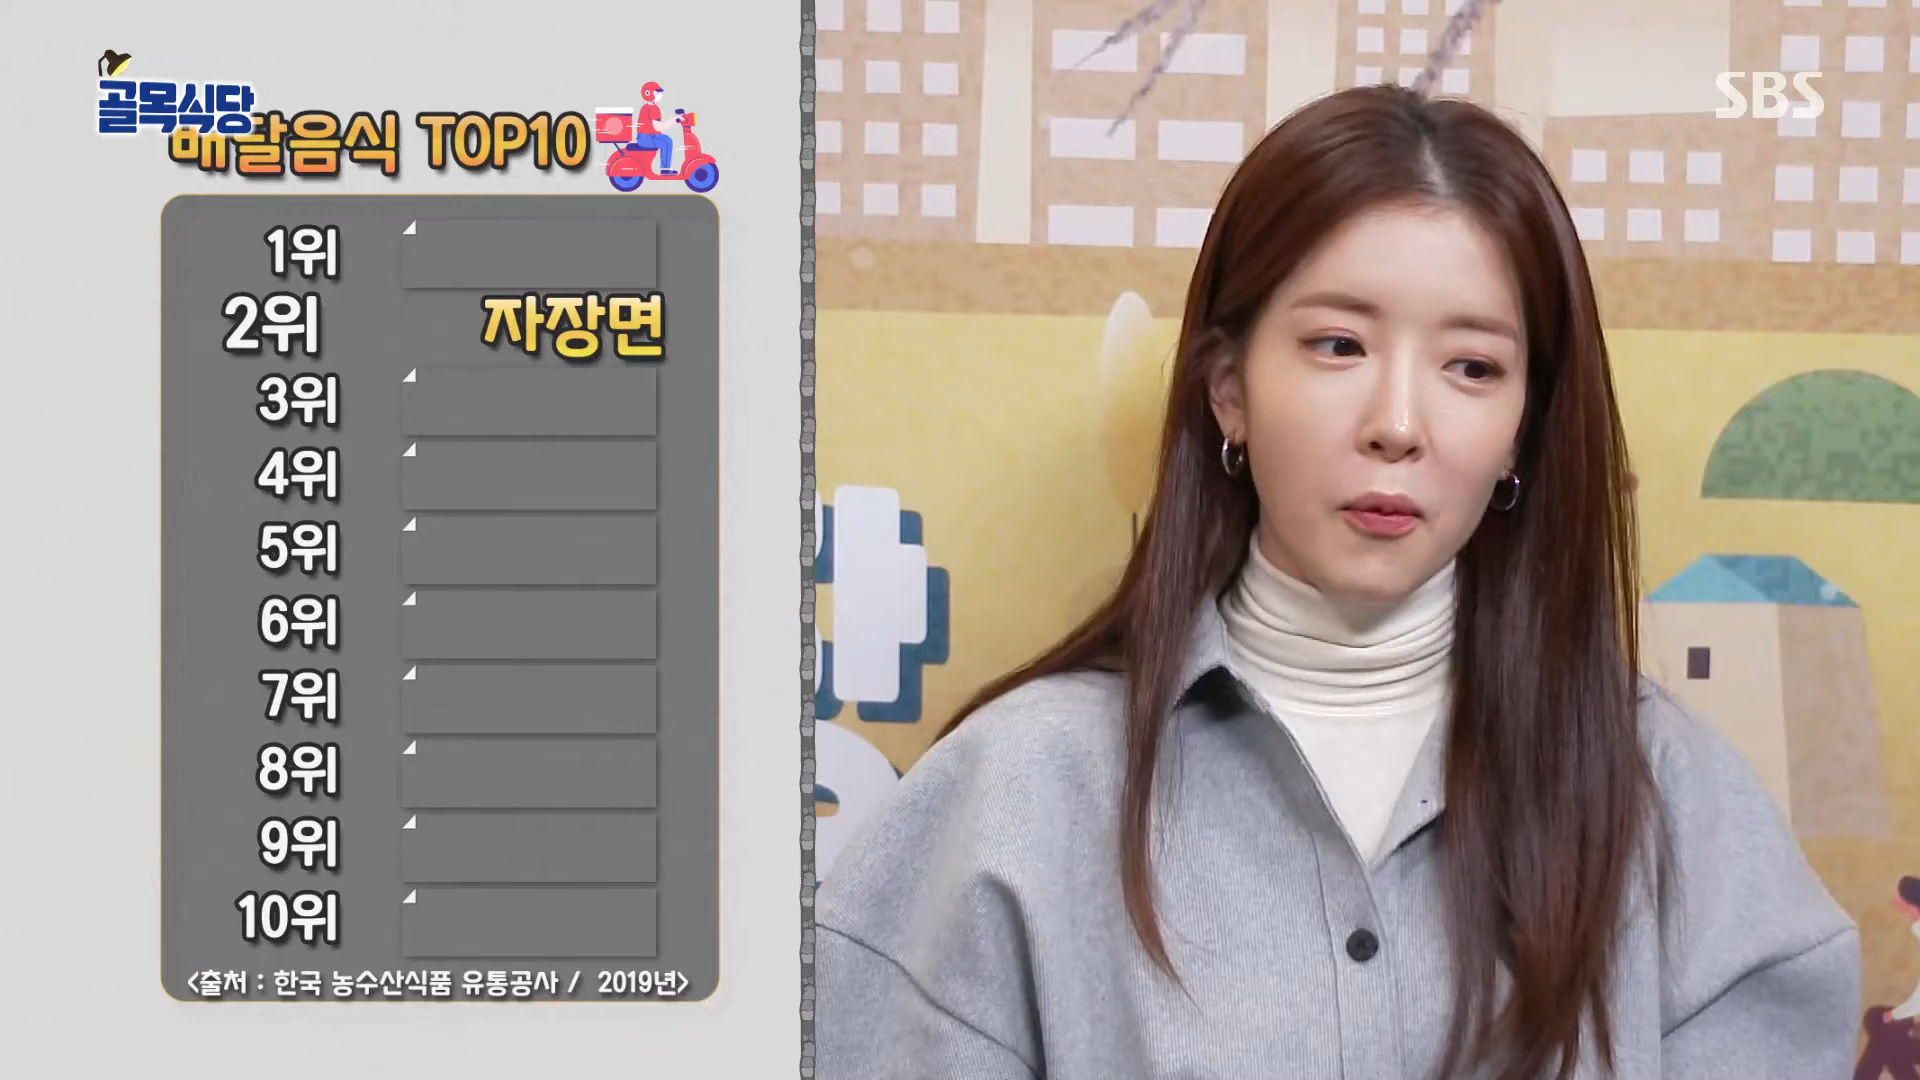 골목식당
배달음식 TOP10
SBS
1위
2위 자장면
3위
4위
5위
6위
7위
8위
9위
10위
<출처 : 한국 농수산식품 유통공사 / 2019년>